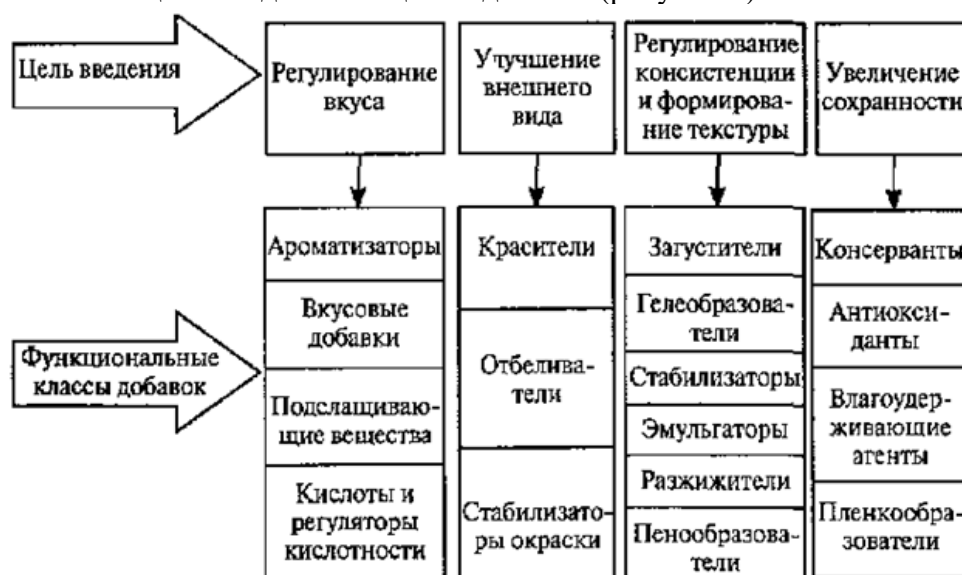 Цель введения
Регулирование
вкуса
Улучшение
внешнего
вида
Регулирование
консистенции
и формирова-
ние текстуры
Увеличение
сохранности
Функциональные
классы добавок
Ароматизаторы
Вкусовые
добавки
Подслащиваю-
щие вещества
Кислоты и
регуляторы
кислотности
Красители
Отбелива-
тели
Стабилизато-
ры окраски
Загустители
Гелеобразова-
тели
Стабилизаторы
Эмульгаторы
Разжижители
Пенообразова-
тели
Консерванты
Антиокси-
данты
Влагоудер-
живающие
агенты
Пленкообра-
зователи